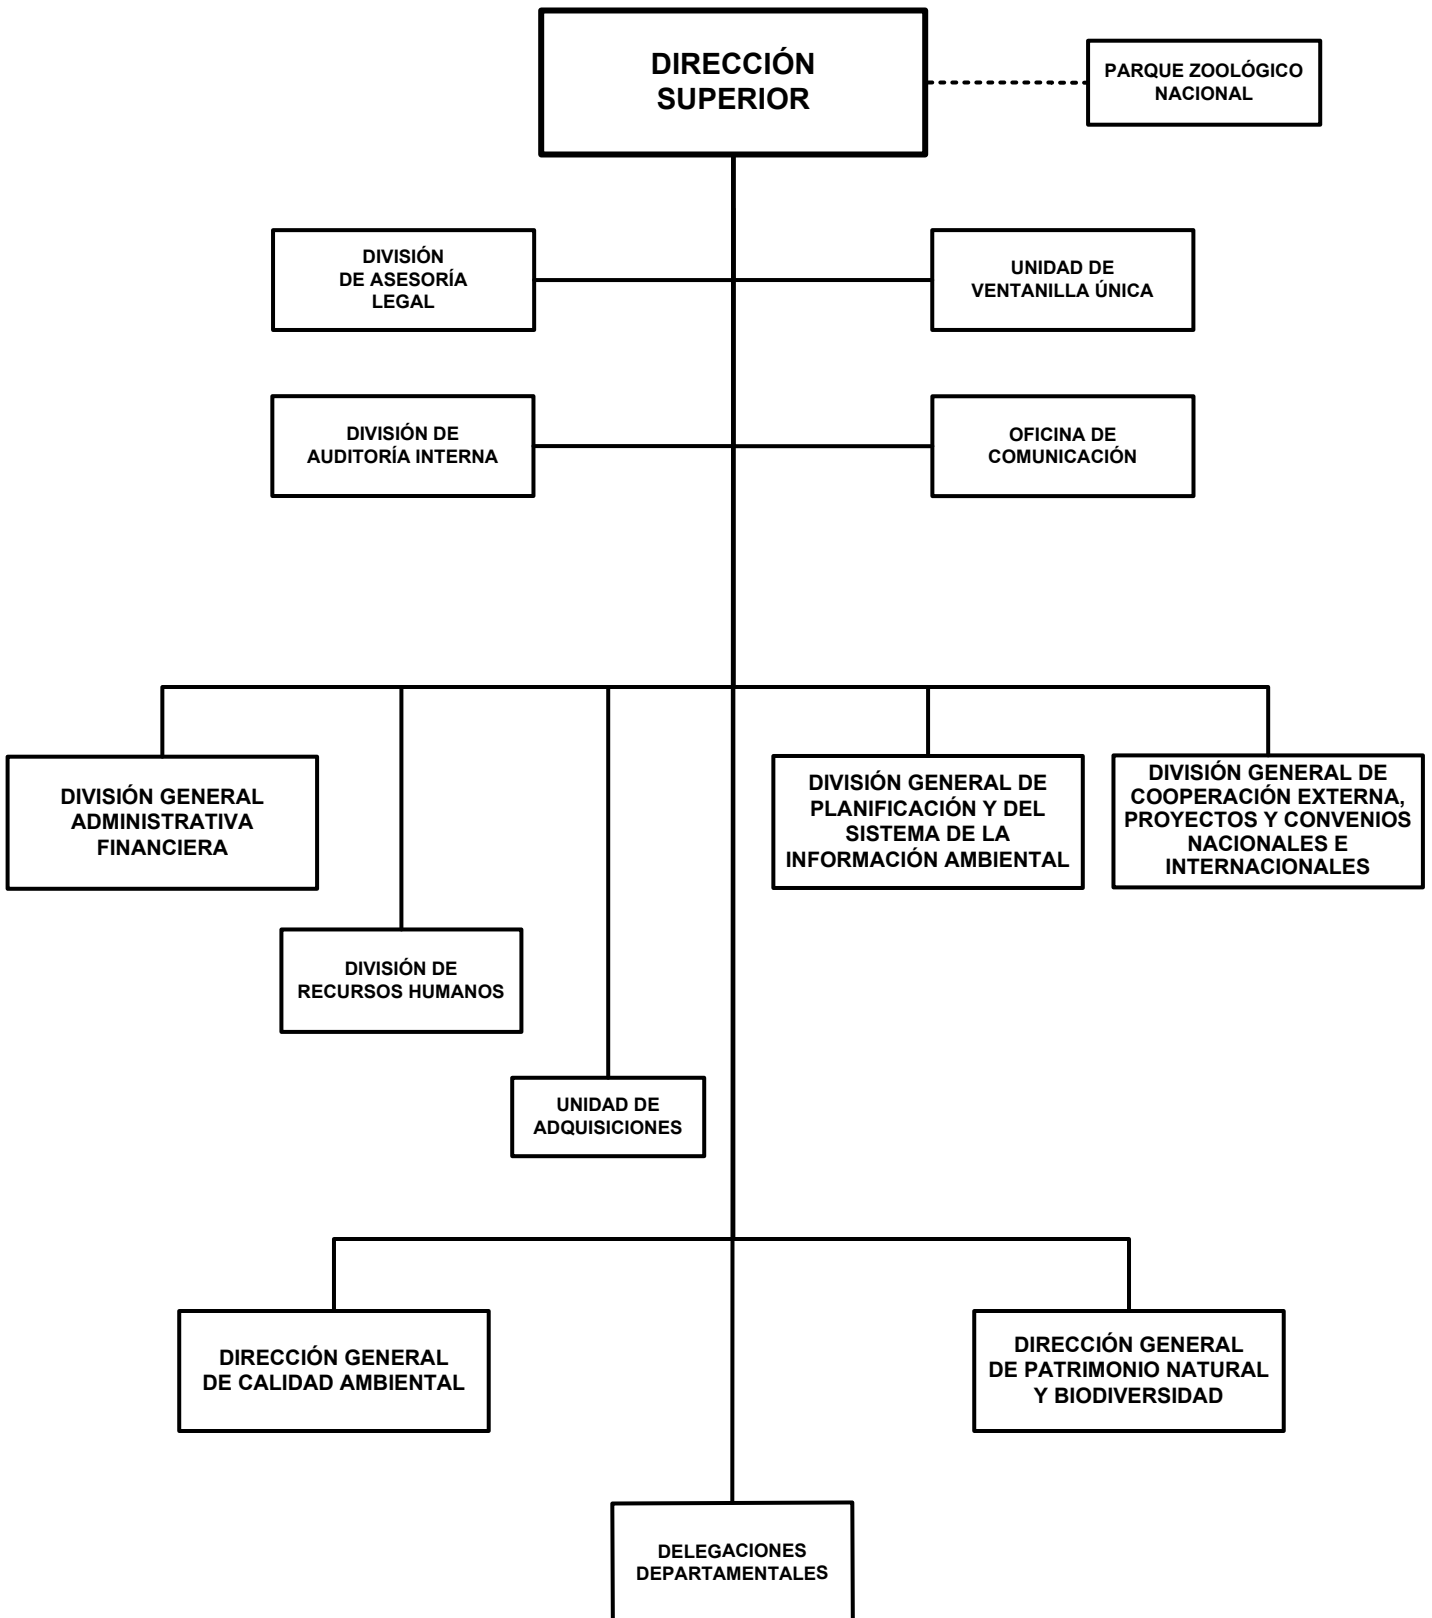 DIRECCIÓN
SUPERIOR
PARQUE ZOOLÓGICO
NACIONAL
DIVISIÓN
DE ASESORÍA
LEGAL
UNIDAD DE
VENTANILLA ÚNICA
DIVISIÓN DE
AUDITORÍA INTERNA
OFICINA DE
COMUNICACIÓN
DIVISIÓN GENERAL
ADMINISTRATIVA
FINANCIERA
DIVISIÓN DE
RECURSOS HUMANOS
UNIDAD DE
ADQUISICIONES
DIVISIÓN GENERAL DE
PLANIFICACIÓN Y DEL
SISTEMA DE LA
INFORMACIÓN AMBIENTAL
DIVISIÓN GENERAL DE
COOPERACIÓN EXTERNA,
PROYECTOS Y CONVENIOS
NACIONALES E
INTERNACIONALES
DIRECCIÓN GENERAL
DE CALIDAD AMBIENTAL
DIRECCIÓN GENERAL
DE PATRIMONIO NATURAL
Y BIODIVERSIDAD
DELEGACIONES
DEPARTAMENTALES